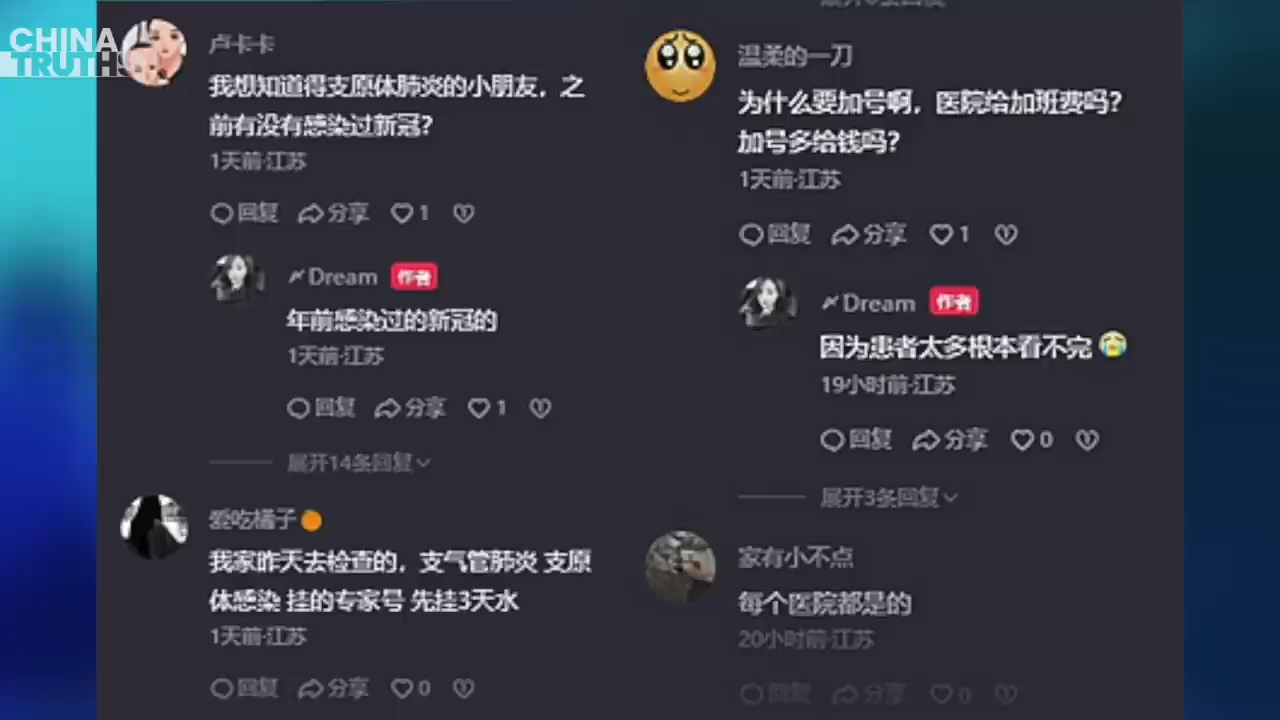 CHINA
TRUTHS
卢卡卡
我想知道得支原体肺炎的小朋友，之
前有没有感染过新冠？
1天前·江苏
回复 分享 1
Dream 作者
年前感染过的新冠的
1天前·江苏
回复 分享 1
展开14条回复
爱吃橘子
我家昨天去检查的，支气管肺炎 支原
体感染 挂的专家号 先挂3天水
1天前·江苏
回复 分享 0
温柔的一刀
为什么要加号啊，医院给加班费吗？
加号多给钱吗？
1天前·江苏
回复 分享 1
Dream 作者
因为患者太多根本看不完
19小时前·江苏
回复 分享 0
展开3条回复
家有小不点
每个医院都是的
20小时前·江苏
回复 分享 0